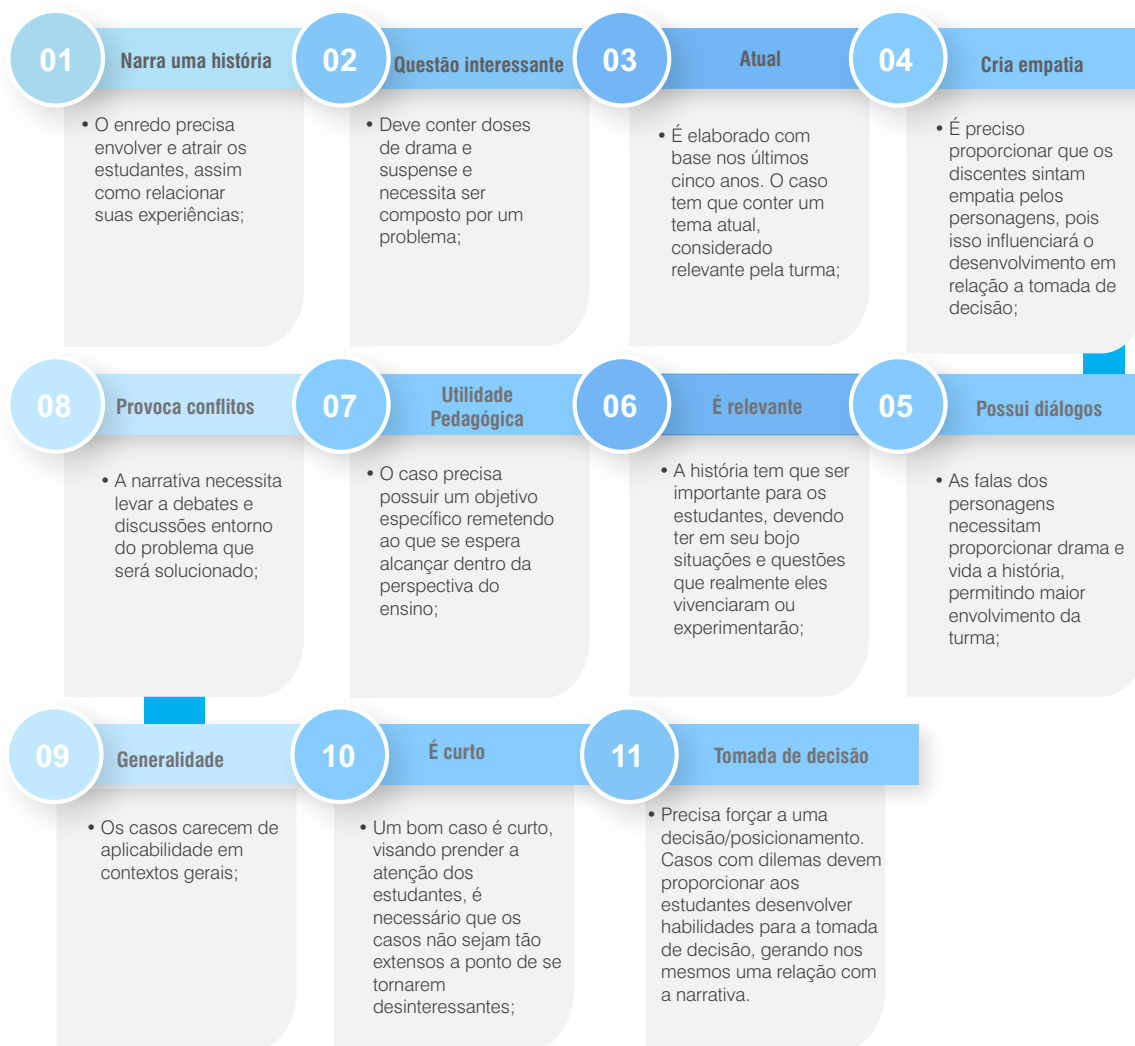 01
Narra uma história
• O enredo precisa
envolver e atrair os
estudantes, assim
como relacionar
suas experiências;
02
Questão interessante
• Deve conter doses
de drama e
suspense e
necessita ser
composto por um
problema;
03
Atual
• É elaborado com
base nos últimos
cinco anos. O caso
tem que conter um
tema atual,
considerado
relevante pela turma;
04
Cria empatia
• É preciso
proporcionar que os
discentes sintam
empatia pelos
personagens, pois
isso influenciará o
desenvolvimento em
relação a tomada de
decisão;
05
Possui diálogos
• As falas dos
personagens
necessitam
proporcionar drama e
vida a história,
permitindo maior
envolvimento da
turma;
06
É relevante
• A história tem que ser
importante para os
estudantes, devendo
ter em seu bojo
situações e questões
que realmente eles
vivenciaram ou
experimentarão;
07
Utilidade
Pedagógica
• O caso precisa
possuir um objetivo
específico remetendo
ao que se espera
alcançar dentro da
perspectiva do
ensino;
08
Provoca conflitos
• A narrativa necessita
levar a debates e
discussões entorno
do problema que
será solucionado;
09
Generalidade
• Os casos carecem de
aplicabilidade em
contextos gerais;
10
É curto
• Um bom caso é curto,
visando prender a
atenção dos
estudantes, é
necessário que os
casos não sejam tão
extensos a ponto de se
tornarem
desinteressantes;
11
Tomada de decisão
• Precisa forçar a uma
decisão/posicionamento.
Casos com dilemas devem
proporcionar aos
estudantes desenvolver
habilidades para a tomada
de decisão, gerando nos
mesmos uma relação com
a narrativa.